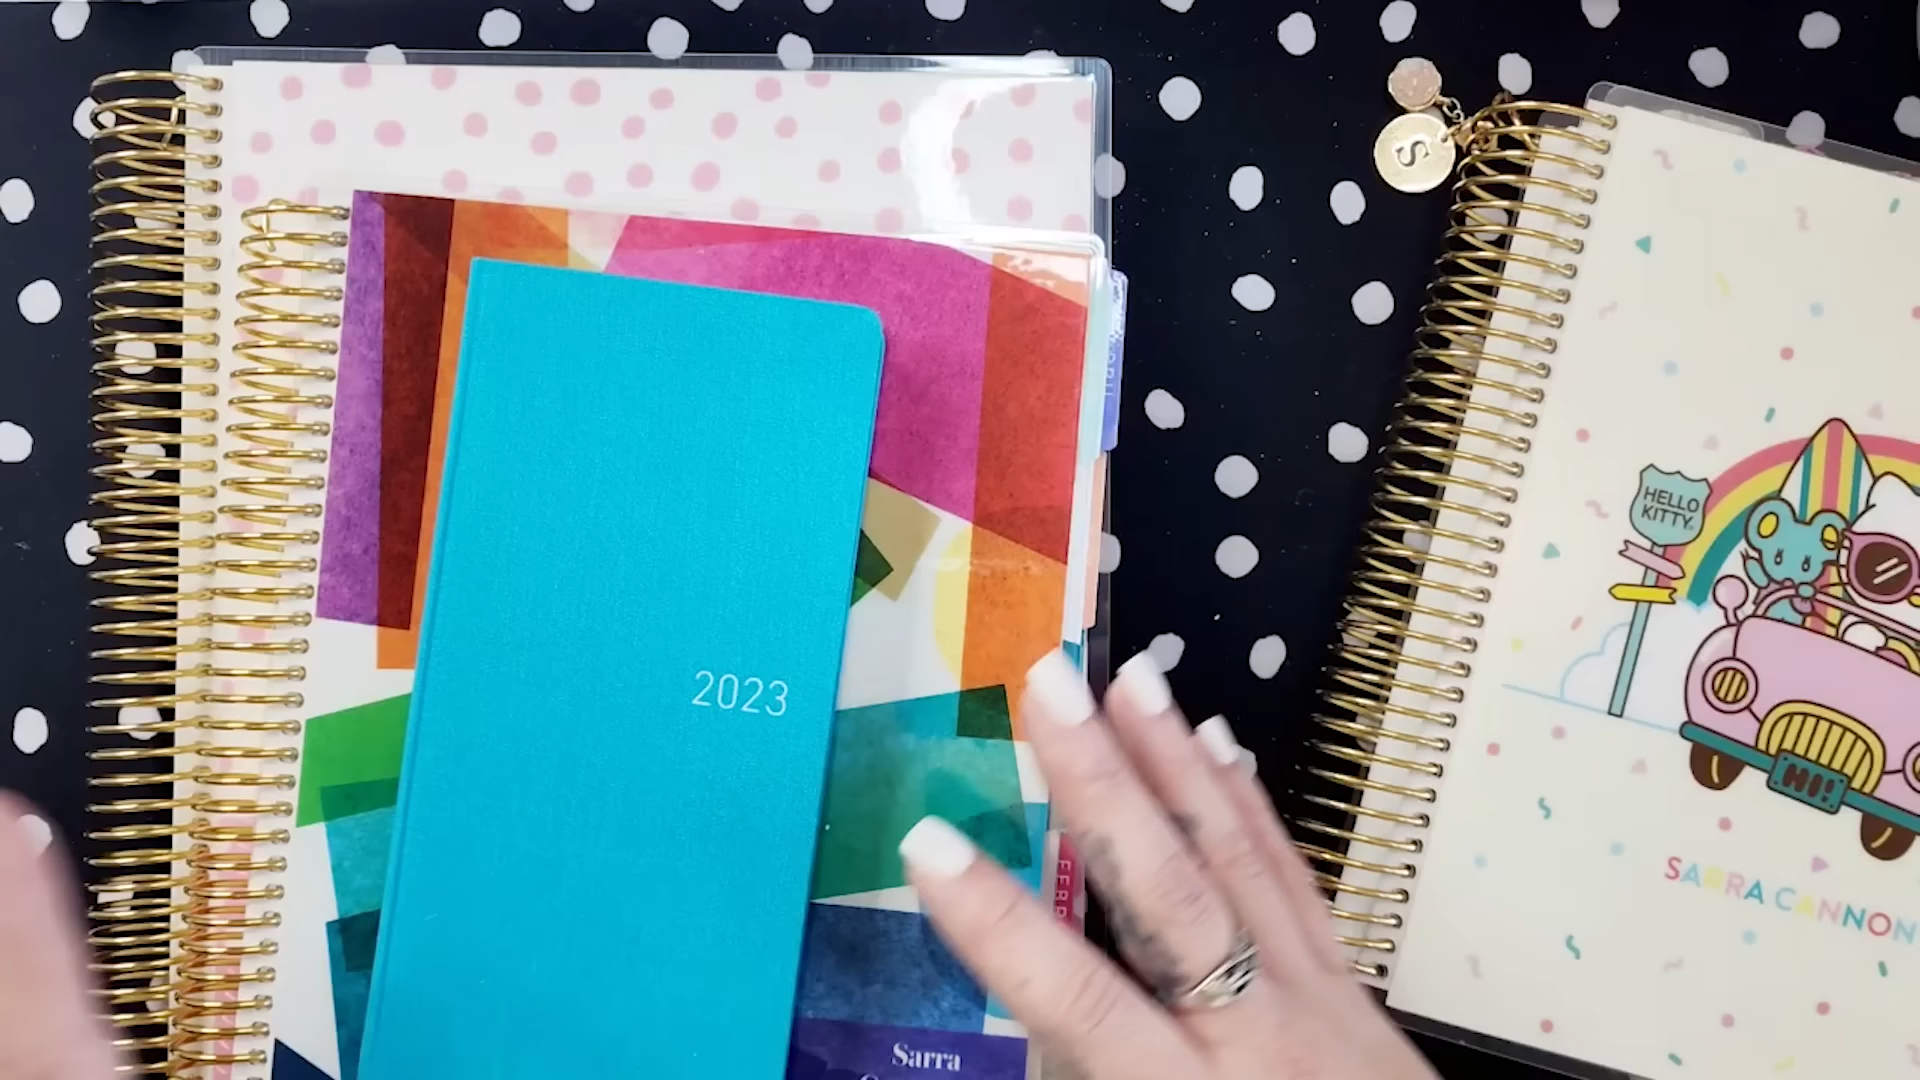 2023
Sarra
S
HELLO
KITTY
HI!
SARRA CANNON